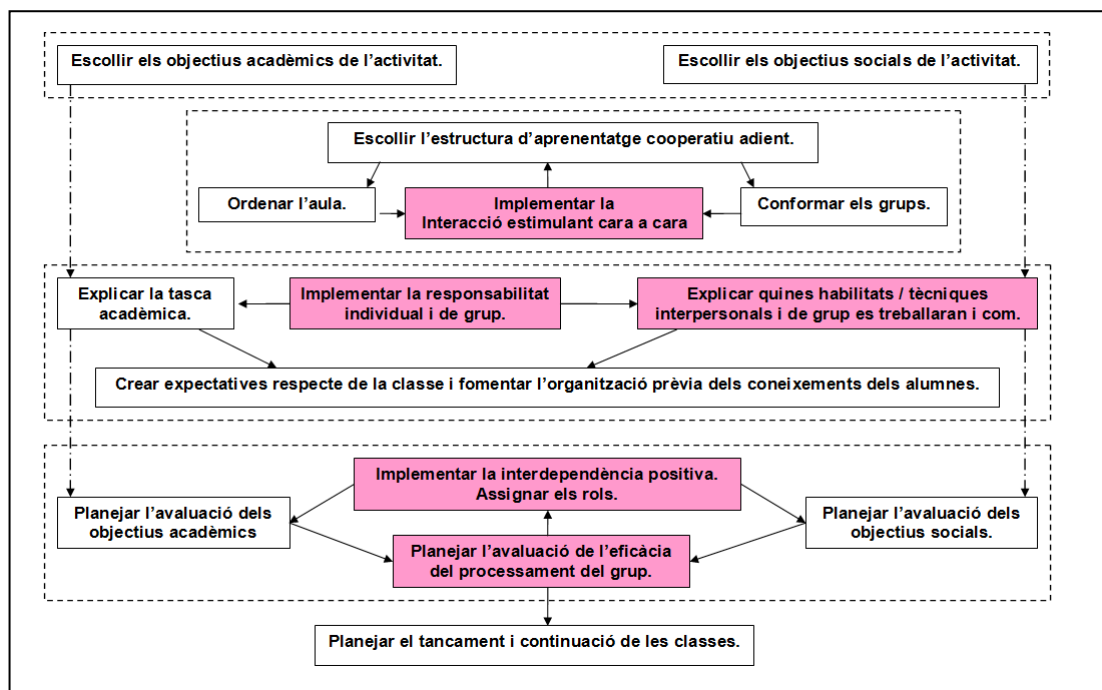 Escollir els objectius acadèmics de l’activitat.
Escollir els objectius socials de l’activitat.
Escollir l’estructura d’aprenentatge cooperatiu adient.
Ordenar l’aula.
Implementar la
Interacció estimulant cara a cara
Conformar els grups.
Explicar la tasca
acadèmica.
Implementar la responsabilitat
individual i de grup.
Explicar quines habilitats / tècniques
interpersonals i de grup es treballaran i com.
Crear expectatives respecte de la classe i fomentar l’organització prèvia dels coneixements dels alumnes.
Implementar la interdependència positiva.
Assignar els rols.
Planejar l’avaluació dels
objectius acadèmics
Planejar l’avaluació dels
objectius socials.
Planejar l’avaluació de l’eficàcia
del processament del grup.
Planejar el tancament i continuació de les classes.